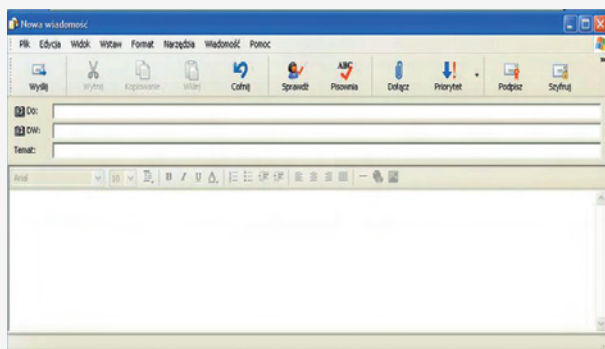 Nowa wiadomość
Plik Edycja Widok Wstaw Format Narzędzia Wiadomość Pomoc
ABC
Wyślij Wytnij Kopiowanie Wklej Cofnij Sprawdź Pisownia Dołącz Priorytet Podpisz Szyfruj
Do:
DW:
Temat:
Arial 10 B I U A